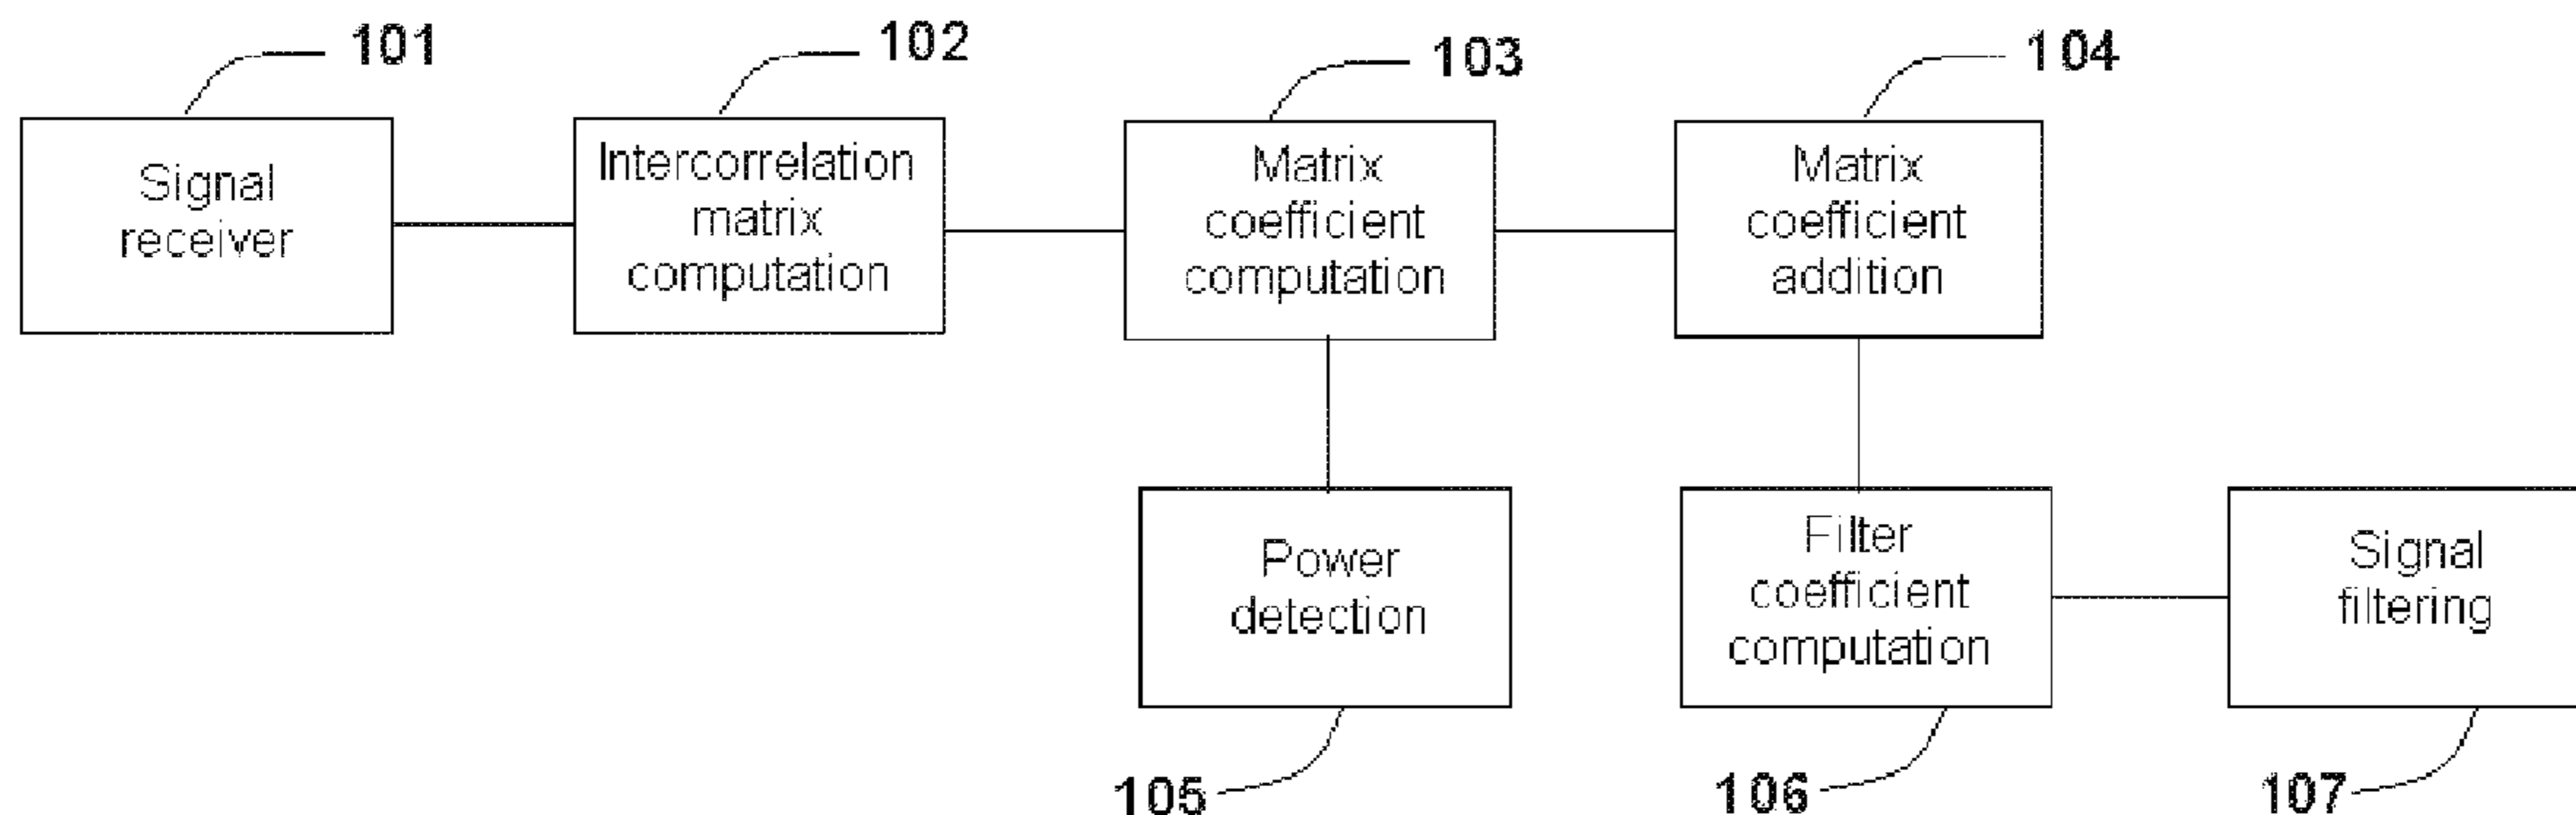 101
102
103
104
Signal
receiver
Intercorrelation
matrix
computation
Matrix
coefficient
computation
Matrix
coefficient
addition
Power
detection
Filter
coefficient
computation
Signal
filtering
105
106
107